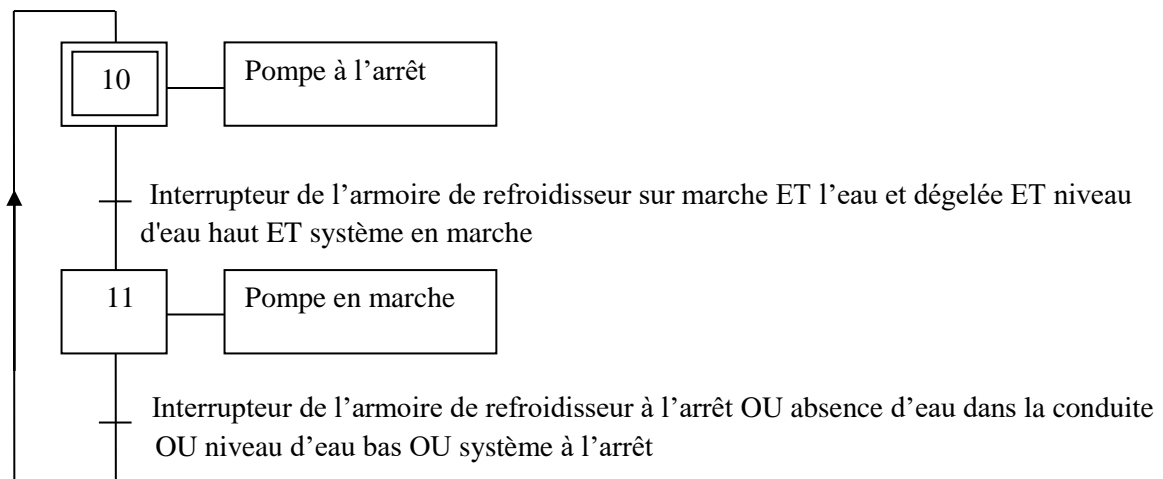 10
Pompe à l’arrêt
Interrupteur de l’armoire de refroidisseur sur marche ET l’eau et dégelée ET niveau
d'eau haut ET système en marche
11
Pompe en marche
Interrupteur de l’armoire de refroidisseur à l’arrêt OU absence d’eau dans la conduite
OU niveau d’eau bas OU système à l’arrêt